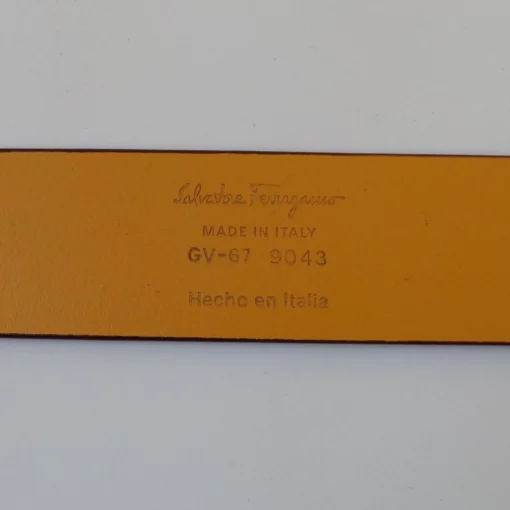 Salvatore Ferragamo
MADE IN ITALY
GV-67 9043
Hecho en Italia